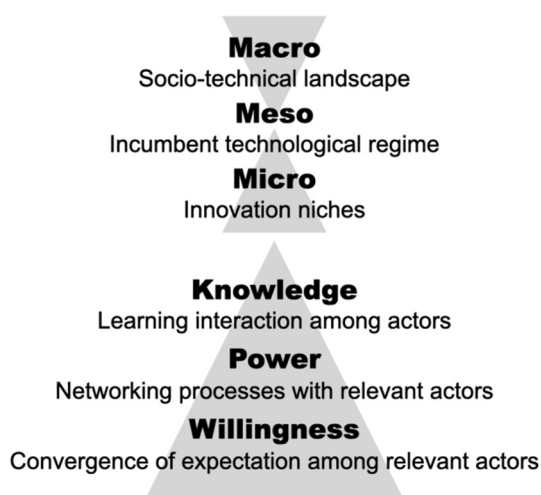 Macro
Socio-technical landscape
Meso
Incumbent technological regime
Micro
Innovation niches
Knowledge
Learning interaction among actors
Power
Networking processes with relevant actors
Willingness
Convergence of expectation among relevant actors